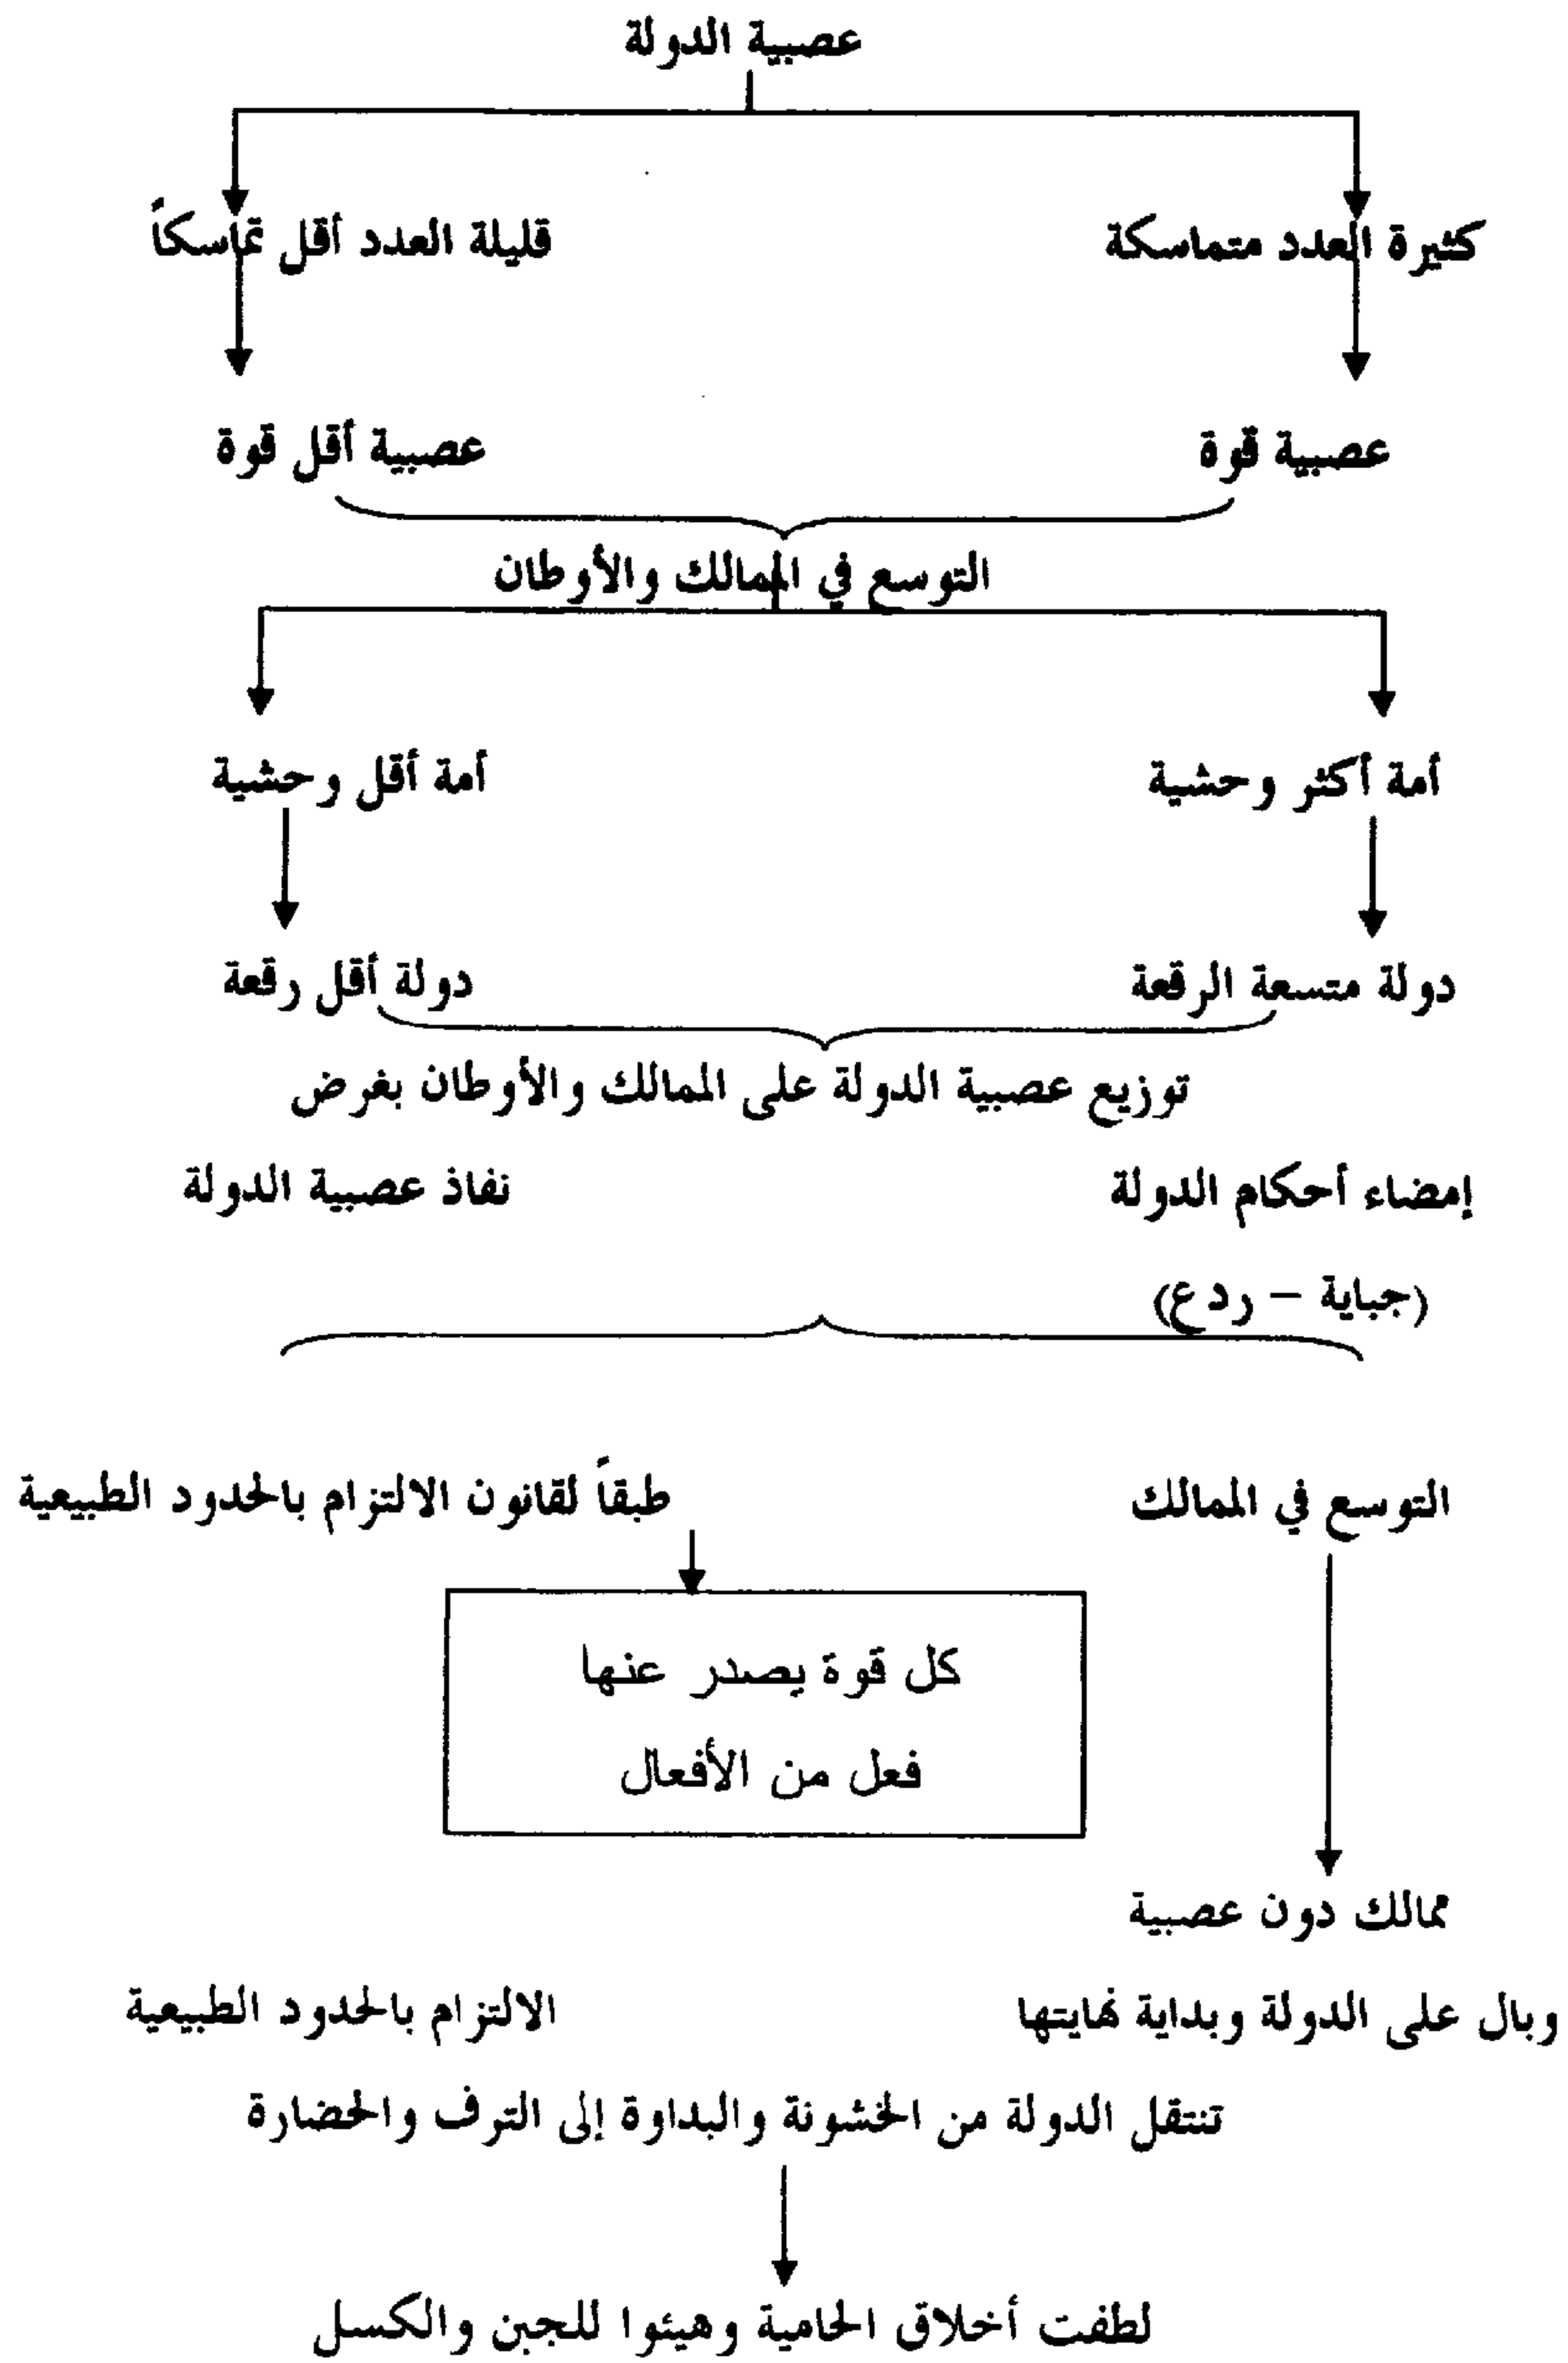 عصبية الدولة
كثيرة العدد متماسكة
قليلة العدد أقل تماسكاً
عصبية قوة
عصبية أقل قوة
التوسع في الممالك والأوطان
أمة أكثر وحشية
أمة أقل وحشية
دولة متسعة الرقعة
دولة أقل رقعة
توزيع عصبية الدولة على الممالك والأوطان بغرض
إمضاء أحكام الدولة
نفاذ عصبية الدولة
(جباية – ردع)
التوسع في الممالك
طبقاً لقانون الالتزام بالحدود الطبيعية
كل قوة يصدر عنها
فعل من الأفعال
ممالك دون عصبية
وبال على الدولة وبداية نهايتها
الالتزام بالحدود الطبيعية
تنتقل الدولة من الخشونة والبداوة إلى الترف والحضارة
لطفت أخلاق الحامية وهيئوا للجبن والكسل